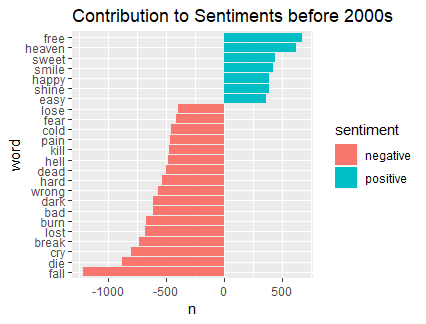 Contribution to Sentiments before 2000s
word
free
heaven
sweet
smile
happy
shine
easy
lose
fear
cold
pain
kill
hell
dead
hard
wrong
dark
bad
burn
lost
break
cry
die
fall
-1000 -500 0 500
n
sentiment
negative
positive